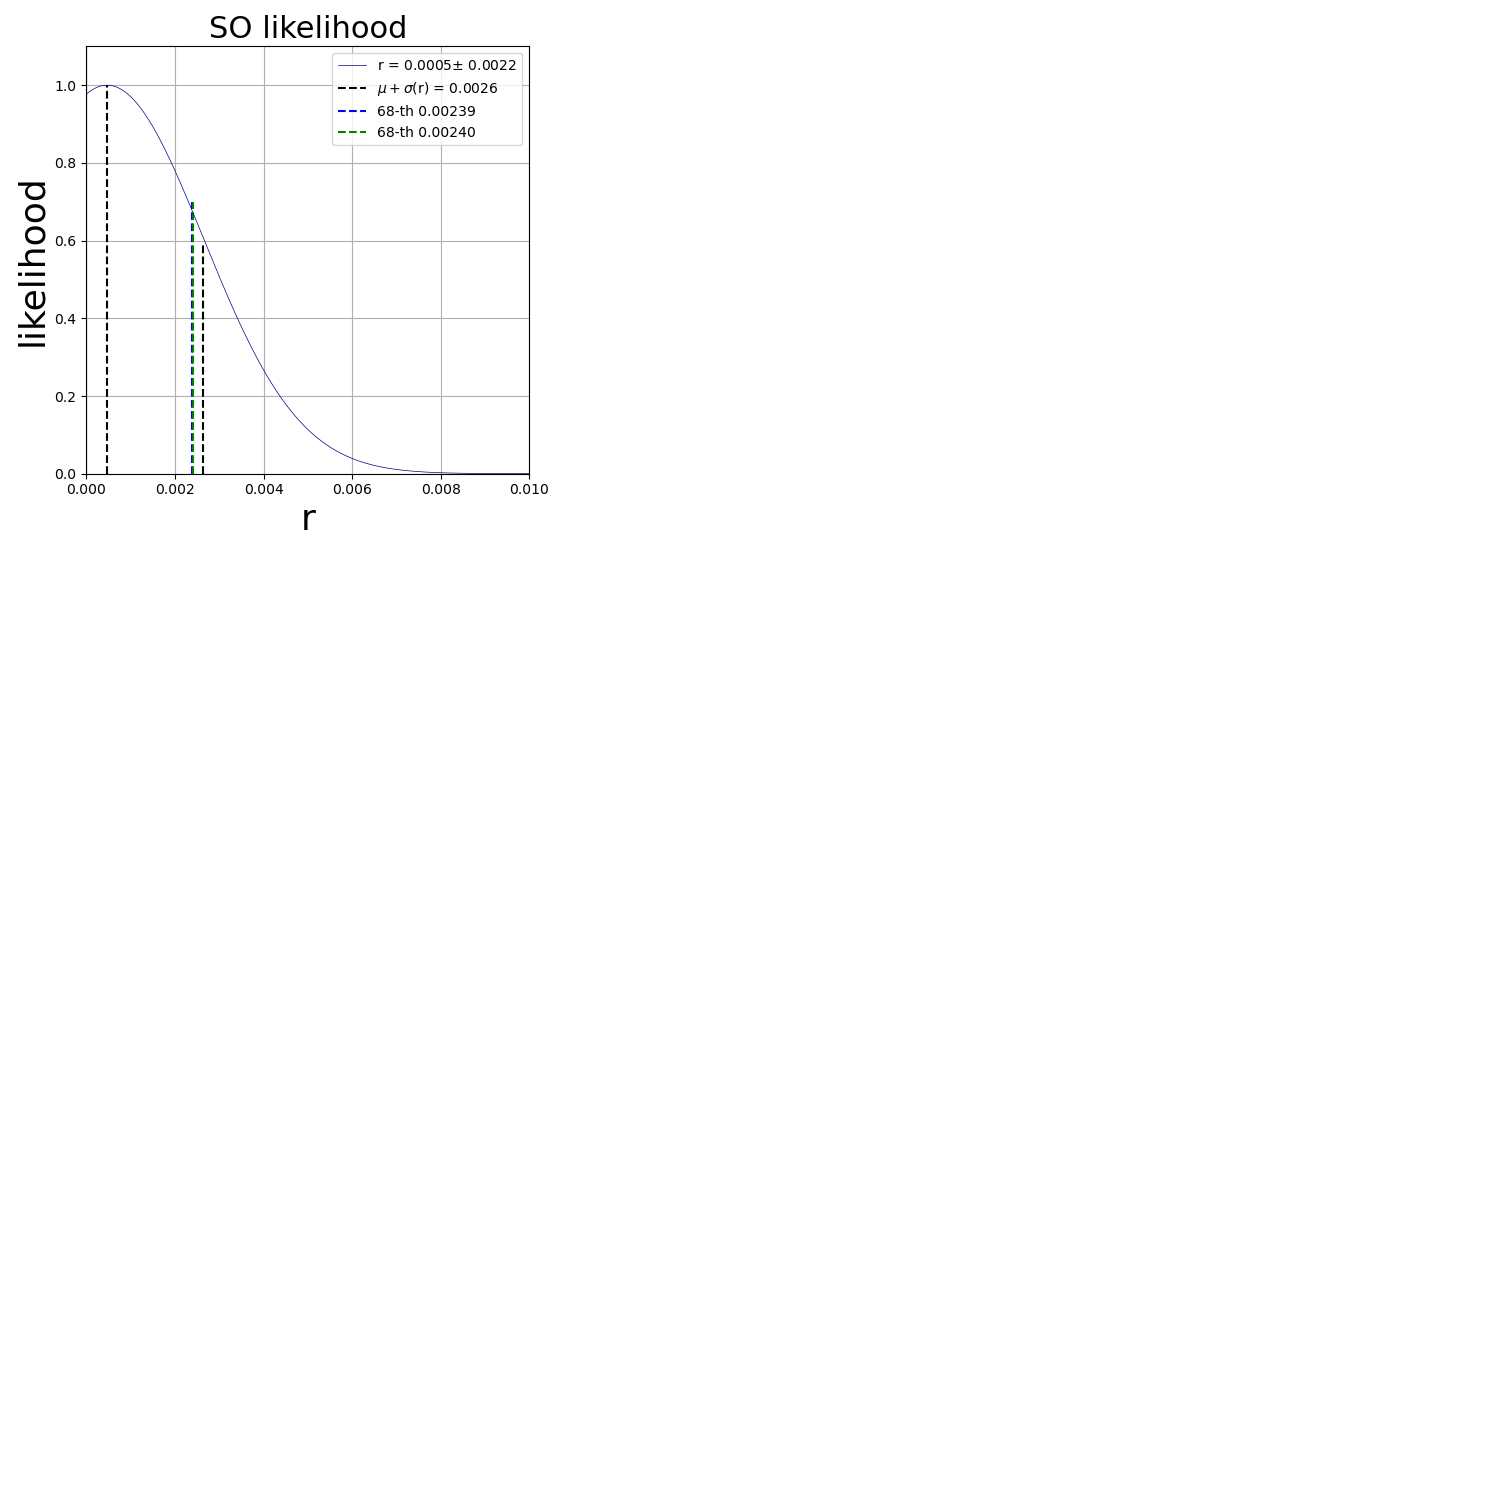 SO likelihood
r = 0.0005± 0.0022
μ + σ(r) = 0.0026
68-th 0.00239
68-th 0.00240
likelihood
1.0
0.8
0.6
0.4
0.2
0.0
0.000 0.002 0.004 0.006 0.008 0.010
r